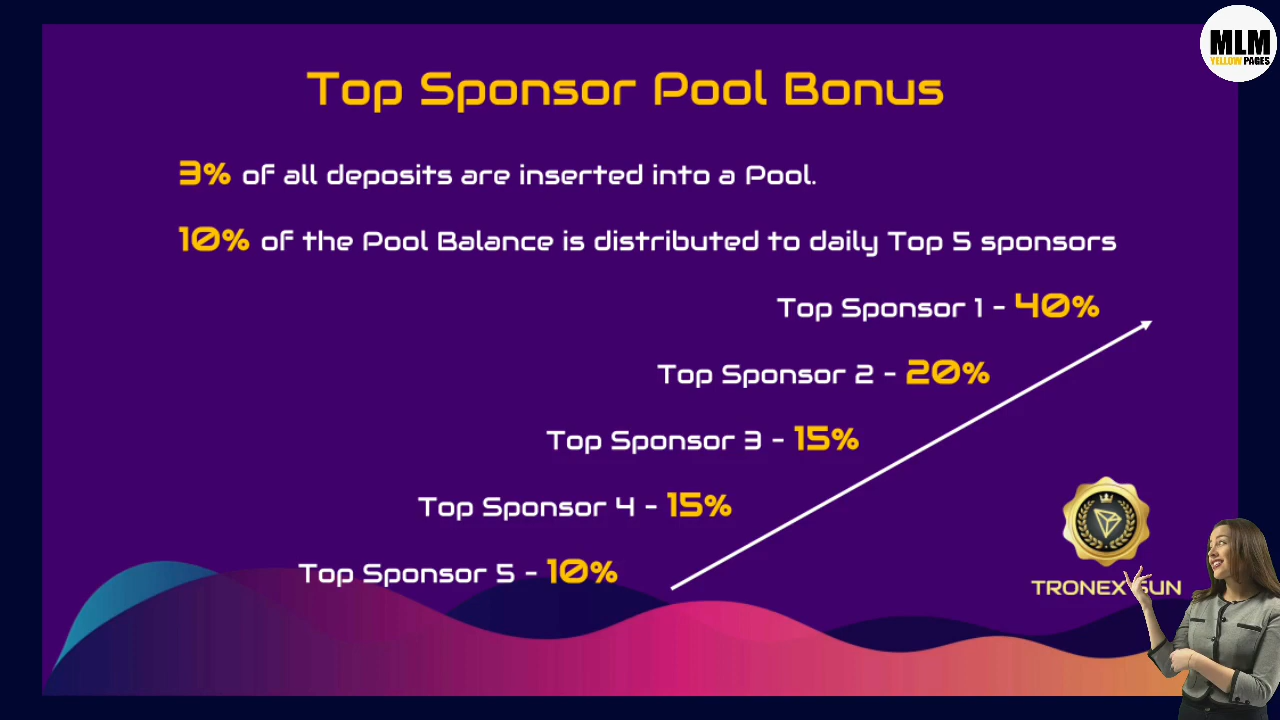 MLM
YELLOW PAGES
Top Sponsor Pool Bonus
3% of all deposits are inserted into a Pool.
10% of the Pool Balance is distributed to daily Top 5 sponsors
Top Sponsor 1 - 40%
Top Sponsor 2 - 20%
Top Sponsor 3 - 15%
Top Sponsor 4 - 15%
Top Sponsor 5 - 10%
TRONEX SUN